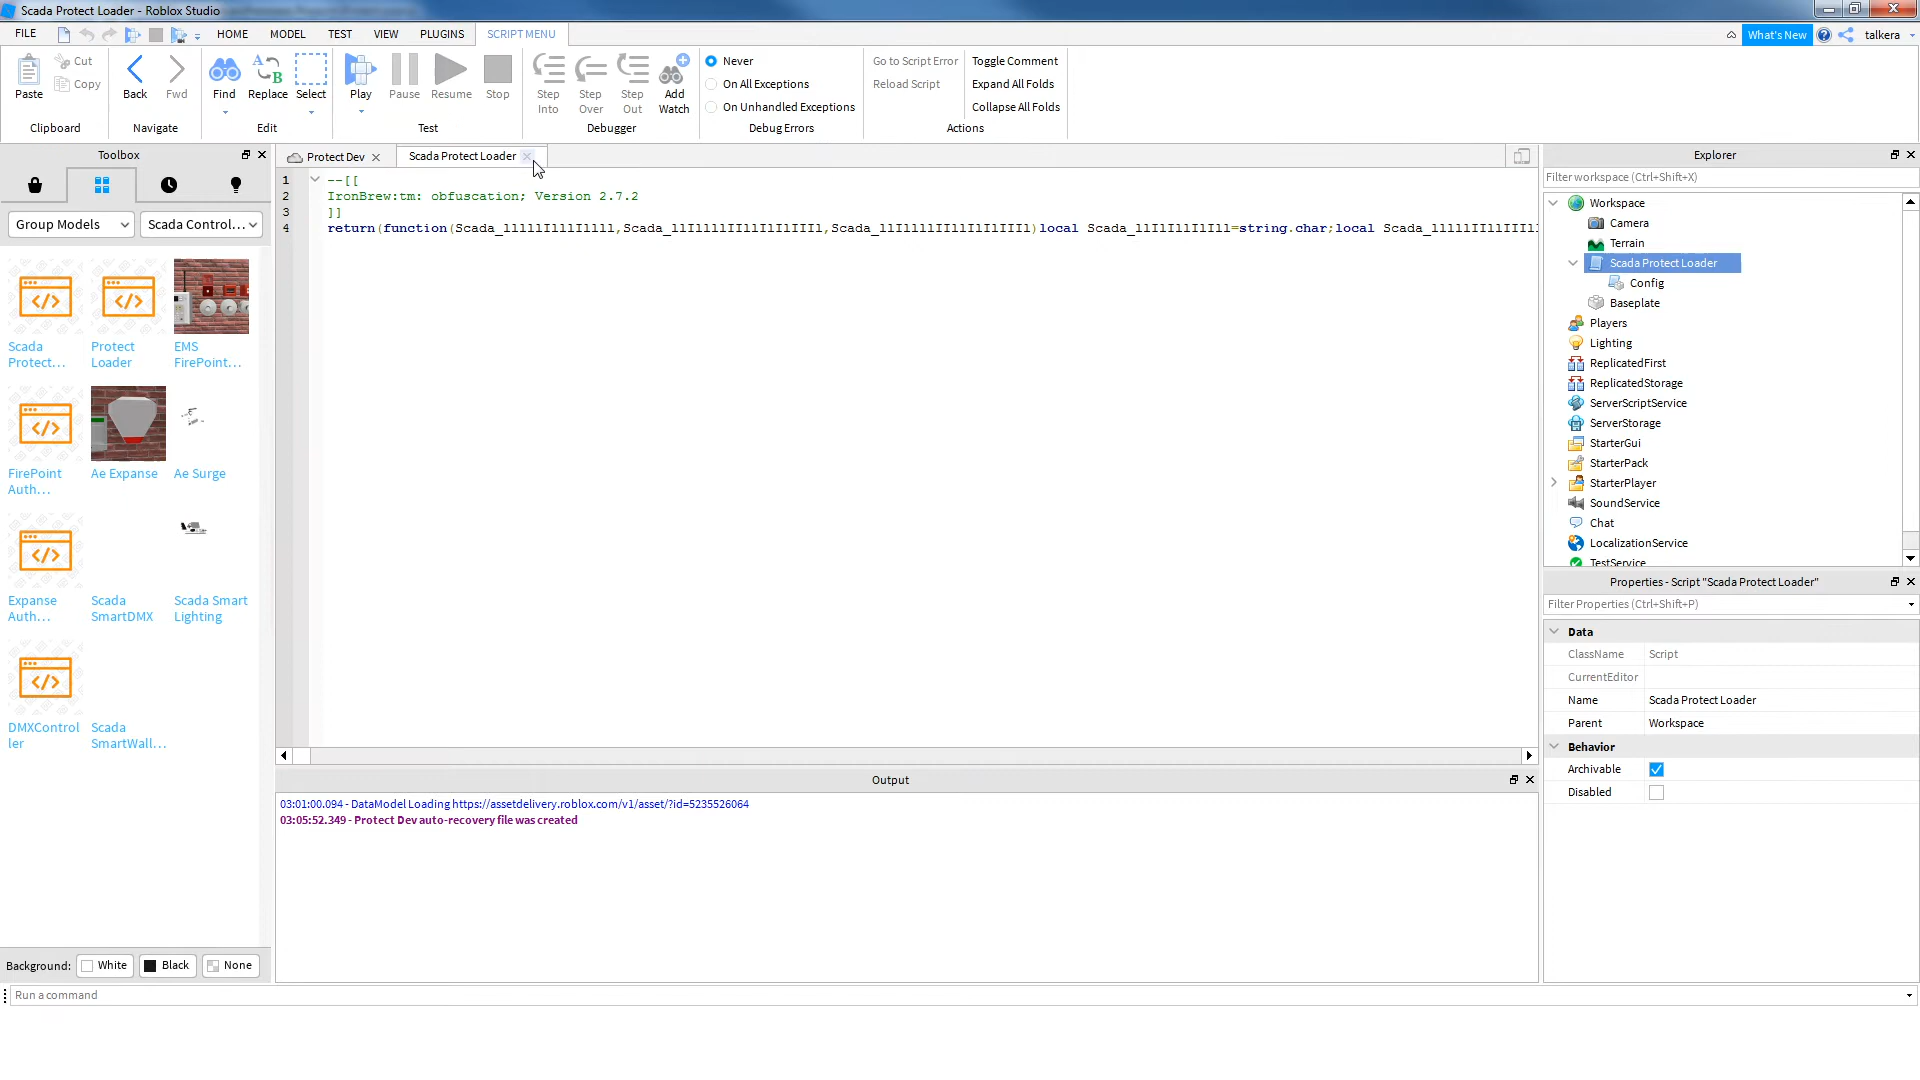 Scada Protect Loader - Roblox Studio
FILE
HOME
MODEL
TEST
VIEW
PLUGINS
SCRIPT MENU
What's New
talkera
Paste
Cut
Copy
Clipboard
Back
Fwd
Navigate
Find
Replace
Select
Edit
Play
Pause
Resume
Stop
Test
Step Into
Step Over
Step Out
Add Watch
Debugger
Never
On All Exceptions
On Unhandled Exceptions
Debug Errors
Go to Script Error
Reload Script
Toggle Comment
Expand All Folds
Collapse All Folds
Actions
Toolbox
Group Models
Scada Control...
Scada Protect...
Protect Loader
EMS FirePoint...
FirePoint Auth...
Ae Expanse
Ae Surge
Expanse Auth...
Scada SmartDMX
Scada Smart Lighting
DMXControl
ler
Scada SmartWall...
Background:
White
Black
None
Protect Dev
Scada Protect Loader
1 --[[
2 IronBrew:tm: obfuscation; Version 2.7.2
3 ]]
4 return(function(
local
=string.char;local
Output
03:01:00.094 - DataModel Loading https://assetdelivery.roblox.com/v1/asset/?id=5235526064
03:05:52.349 - Protect Dev auto-recovery file was created
Run a command
Explorer
Filter workspace (Ctrl+Shift+X)
Workspace
Camera
Terrain
Scada Protect Loader
Config
Baseplate
Players
Lighting
ReplicatedFirst
ReplicatedStorage
ServerScriptService
ServerStorage
StarterGui
StarterPack
StarterPlayer
SoundService
Chat
LocalizationService
TestService
Properties - Script "Scada Protect Loader"
Filter Properties (Ctrl+Shift+P)
Data
ClassName Script
CurrentEditor
Name Scada Protect Loader
Parent Workspace
Behavior
Archivable
Disabled